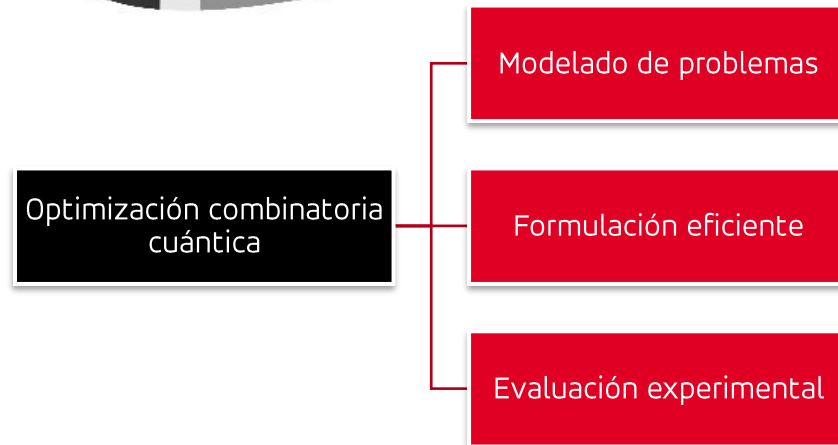 Modelado de problemas
Optimización combinatoria
cuántica
Formulación eficiente
Evaluación experimental